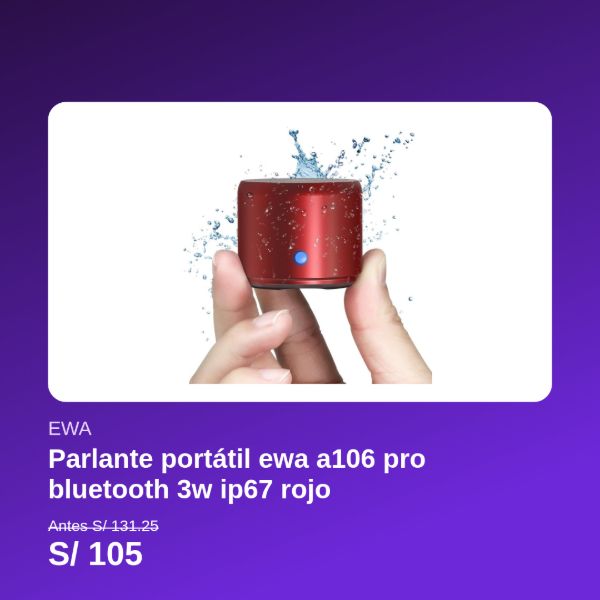 EWA
Parlante portátil ewa a106 pro
bluetooth 3w ip67 rojo
Antes S/ 131.25
S/ 105